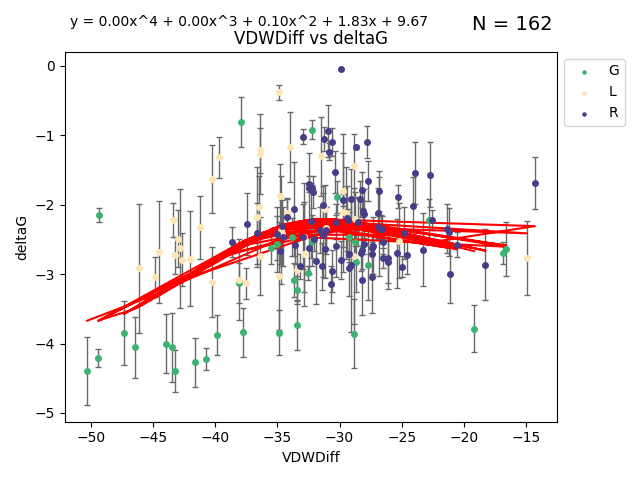 y = 0.00x^4 + 0.00x^3 + 0.10x^2 + 1.83x + 9.67
N = 162
VDWDiff vs deltaG
G
L
R
deltaG
0
−1
−2
−3
−4
−5
−50 −45 −40 −35 −30 −25 −20 −15
VDWDiff